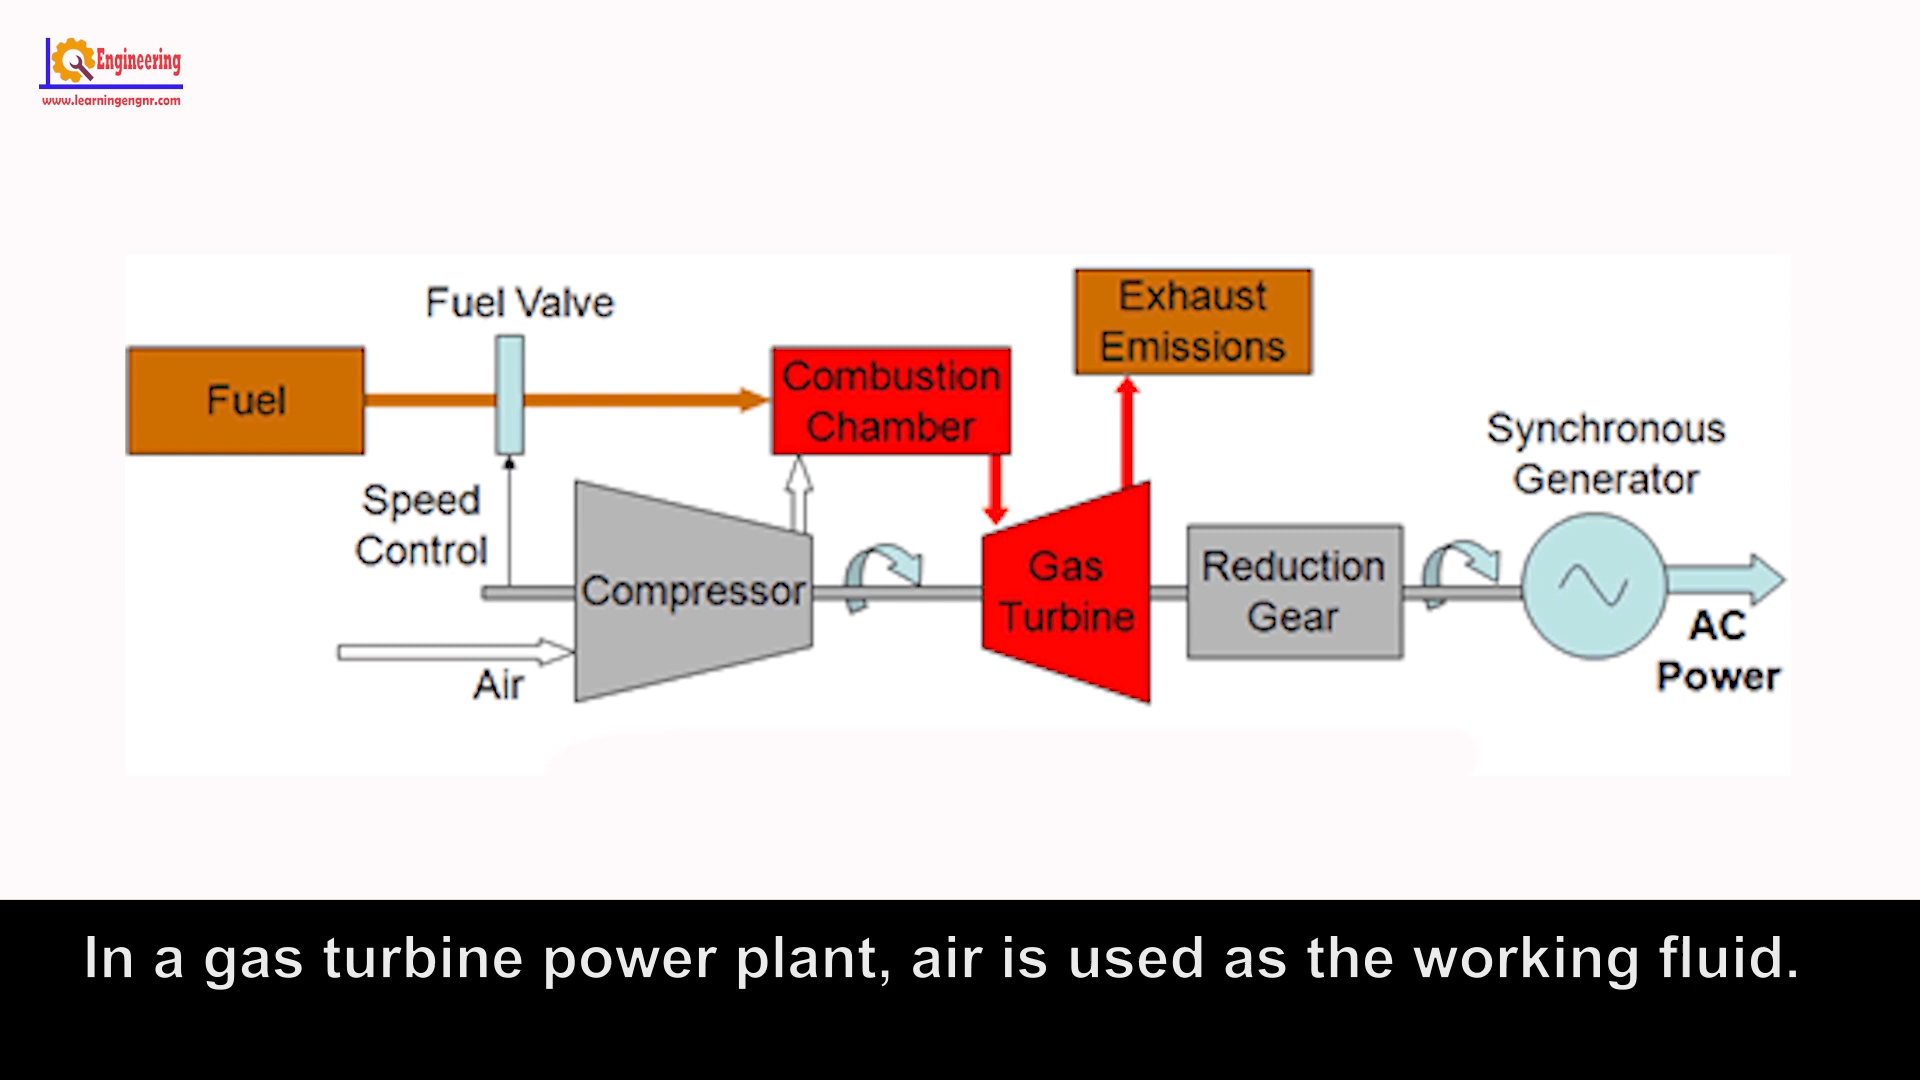 Engineering
www.learningengnr.com
Fuel Valve
Exhaust
Emissions
Fuel
Combustion
Chamber
Synchronous
Generator
Speed
Control
Compressor
Gas
Turbine
Reduction
Gear
AC
Power
Air
In a gas turbine power plant, air is used as the working fluid.